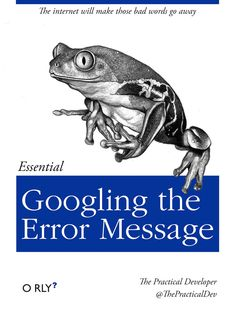 The internet will make those bad words go away
Essential
Googling the
Error Message
O RLY?
The Practical Developer
@ThePracticalDev